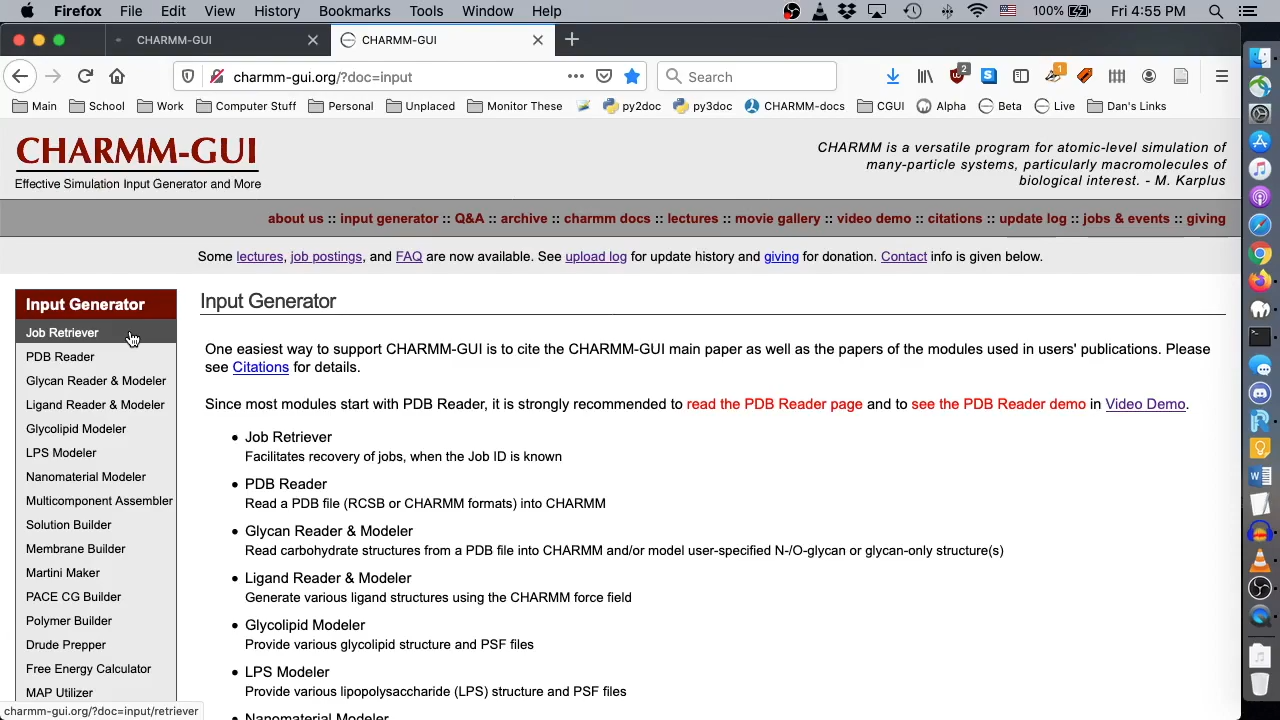 Firefox File Edit View History Bookmarks Tools Window Help 100% Fri 4:55 PM
CHARMM-GUI
CHARMM-GUI
charmm-gui.org/?doc=input
Search
2
1
Main School Work Computer Stuff Personal Unplaced Monitor These py2doc py3doc CHARMM-docs CGUI Alpha Beta Live Dan's Links
CHARMM-GUI
Effective Simulation Input Generator and More
CHARMM is a versatile program for atomic-level simulation of
many-particle systems, particularly macromolecules of
biological interest. - M. Karplus
about us :: input generator :: Q&A :: archive :: charmm docs :: lectures :: movie gallery :: video demo :: citations :: update log :: jobs & events :: giving
Some lectures, job postings, and FAQ are now available. See upload log for update history and giving for donation. Contact info is given below.
Input Generator
Job Retriever
PDB Reader
Glycan Reader & Modeler
Ligand Reader & Modeler
Glycolipid Modeler
LPS Modeler
Nanomaterial Modeler
Multicomponent Assembler
Solution Builder
Membrane Builder
Martini Maker
PACE CG Builder
Polymer Builder
Drude Prepper
Free Energy Calculator
MAP Utilizer
charmm-gui.org/?doc=input/retriever
Input Generator
One easiest way to support CHARMM-GUI is to cite the CHARMM-GUI main paper as well as the papers of the modules used in users' publications. Please
see Citations for details.
Since most modules start with PDB Reader, it is strongly recommended to read the PDB Reader page and to see the PDB Reader demo in Video Demo.
• Job Retriever
Facilitates recovery of jobs, when the Job ID is known
• PDB Reader
Read a PDB file (RCSB or CHARMM formats) into CHARMM
• Glycan Reader & Modeler
Read carbohydrate structures from a PDB file into CHARMM and/or model user-specified N-/O-glycan or glycan-only structure(s)
• Ligand Reader & Modeler
Generate various ligand structures using the CHARMM force field
• Glycolipid Modeler
Provide various glycolipid structure and PSF files
• LPS Modeler
Provide various lipopolysaccharide (LPS) structure and PSF files
• Nanomaterial Modeler